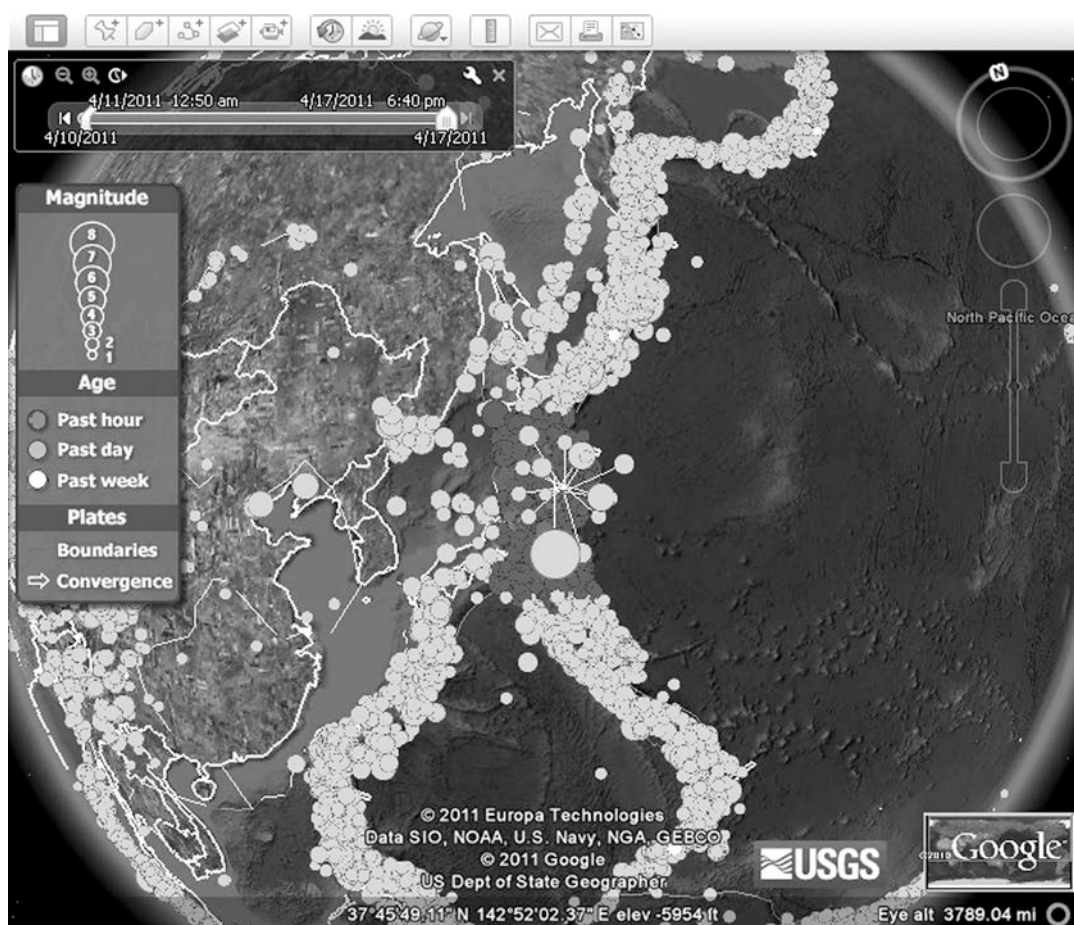 N
4/11/2011 12:50 am 4/17/2011 6:40 pm
4/10/2011 4/17/2011
Magnitude
8
7
6
5
4
3
2
1
Age
Past hour
Past day
Past week
Plates
Boundaries
Convergence
North Pacific Ocea
© 2011 Europa Technologies
Data SIO, NOAA, U.S. Navy, NGA, GEBCO
© 2011 Google
US Dept of State Geographer
USGS
©2010 Google
37°45'49.11" N 142°52'02.37" E elev -5954 ft Eye alt 3789.04 mi